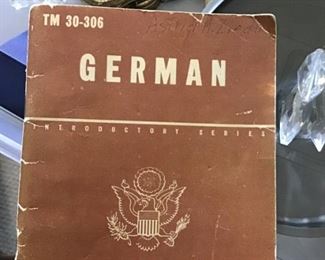 TM 30-306
GERMAN
INTRODUCTORY SERIES